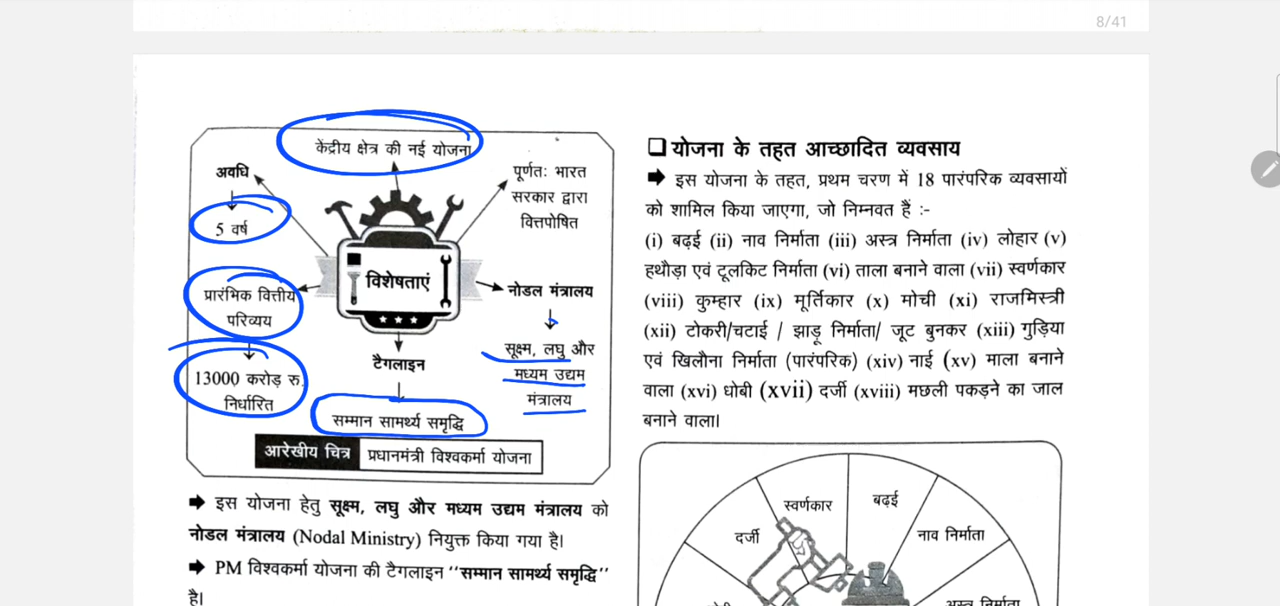 8/41
केंद्रीय क्षेत्र की नई योजना
अवधि
5 वर्ष
पूर्णतः भारत
सरकार द्वारा
वित्तपोषित
विशेषताएं
प्रारंभिक वित्तीय
परिव्यय
13000 करोड़ रु.
निर्धारित
नोडल मंत्रालय
सूक्ष्म, लघु और
मध्यम उद्यम
मंत्रालय
टैगलाइन
सम्मान सामर्थ्य समृद्धि
आरेखीय चित्र प्रधानमंत्री विश्वकर्मा योजना
इस योजना हेतु सूक्ष्म, लघु और मध्यम उद्यम मंत्रालय को
नोडल मंत्रालय (Nodal Ministry) नियुक्त किया गया है।
PM विश्वकर्मा योजना की टैगलाइन ‘‘सम्मान सामर्थ्य समृद्धि’’
है।
योजना के तहत आच्छादित व्यवसाय
इस योजना के तहत, प्रथम चरण में 18 पारंपरिक व्यवसायों
को शामिल किया जाएगा, जो निम्नवत हैं :-
(i) बढ़ई (ii) नाव निर्माता (iii) अस्त्र निर्माता (iv) लोहार (v)
हथौड़ा एवं टूलकिट निर्माता (vi) ताला बनाने वाला (vii) स्वर्णकार
(viii) कुम्हार (ix) मूर्तिकार (x) मोची (xi) राजमिस्त्री
(xii) टोकरी/चटाई / झाड़ू निर्माता/ जूट बुनकर (xiii) गुड़िया
एवं खिलौना निर्माता (पारंपरिक) (xiv) नाई (xv) माला बनाने
वाला (xvi) धोबी (xvii) दर्जी (xviii) मछली पकड़ने का जाल
बनाने वाला।
स्वर्णकार
बढ़ई
दर्जी
नाव निर्माता
अस्त्र निर्माता